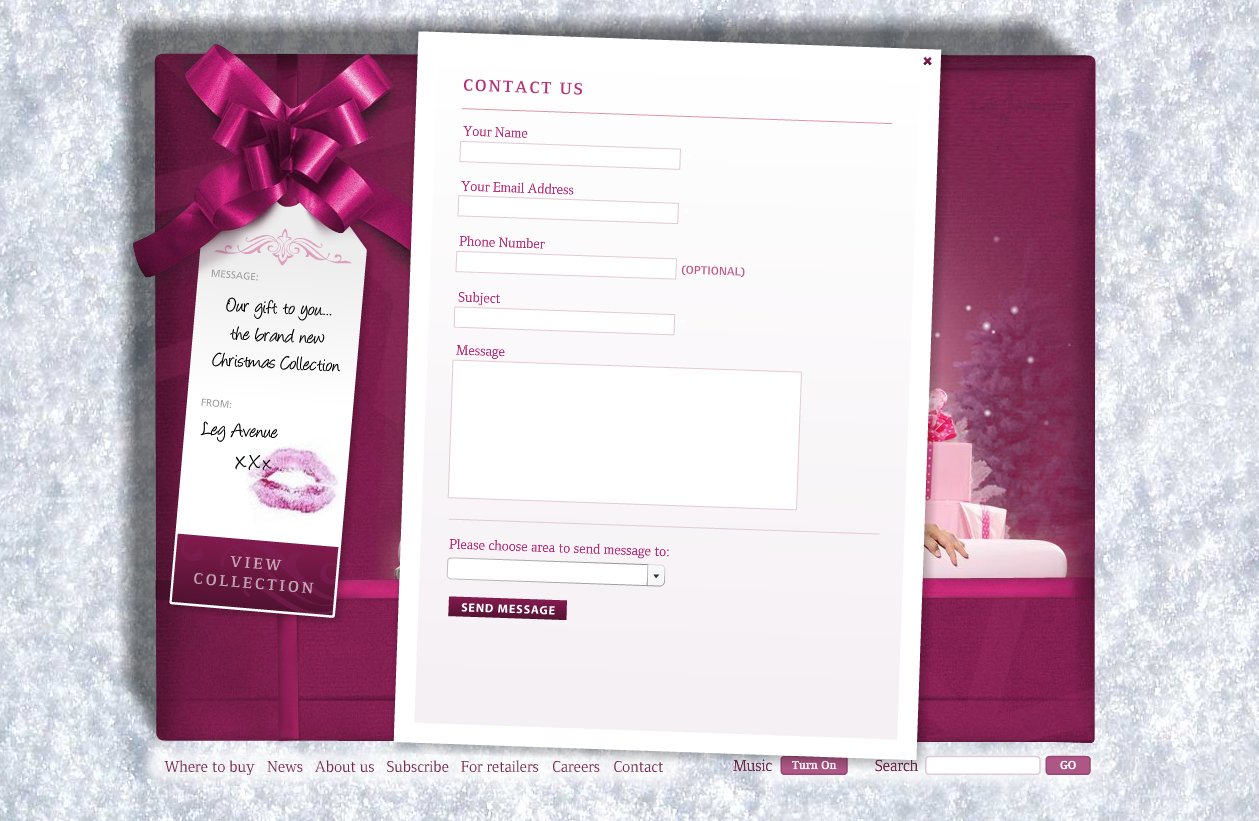 CONTACT US
Your Name
Your Email Address
Phone Number
(OPTIONAL)
Subject
Message
Please choose area to send message to:
SEND MESSAGE
MESSAGE:
Our gift to you...
the brand new
Christmas Collection
FROM:
Leg Avenue
xXx
VIEW
COLLECTION
Where to buy News About us Subscribe For retailers Careers Contact
Music Turn On Search GO